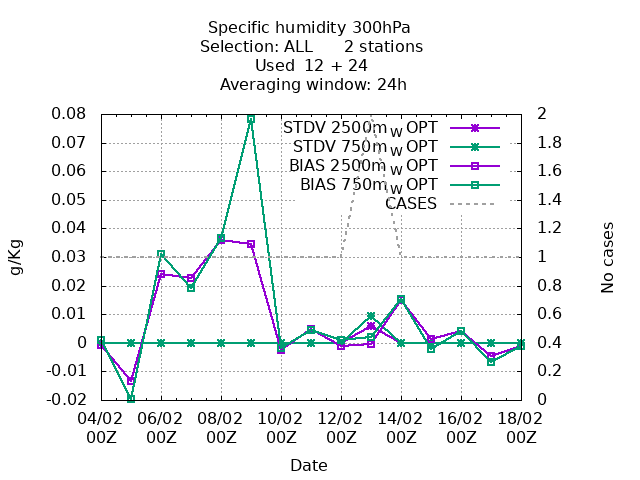 Specific humidity 300hPa
Selection: ALL 2 stations
Used 12 + 24
Averaging window: 24h
STDV 2500m_w OPT
STDV 750m_w OPT
BIAS 2500m_w OPT
BIAS 750m_w OPT
CASES
0.08
0.07
0.06
0.05
0.04
0.03
0.02
0.01
0
-0.01
-0.02
g/Kg
2
1.8
1.6
1.4
1.2
1
0.8
0.6
0.4
0.2
0
No cases
04/02 06/02 08/02 10/02 12/02 14/02 16/02 18/02
00Z 00Z 00Z 00Z 00Z 00Z 00Z 00Z
Date